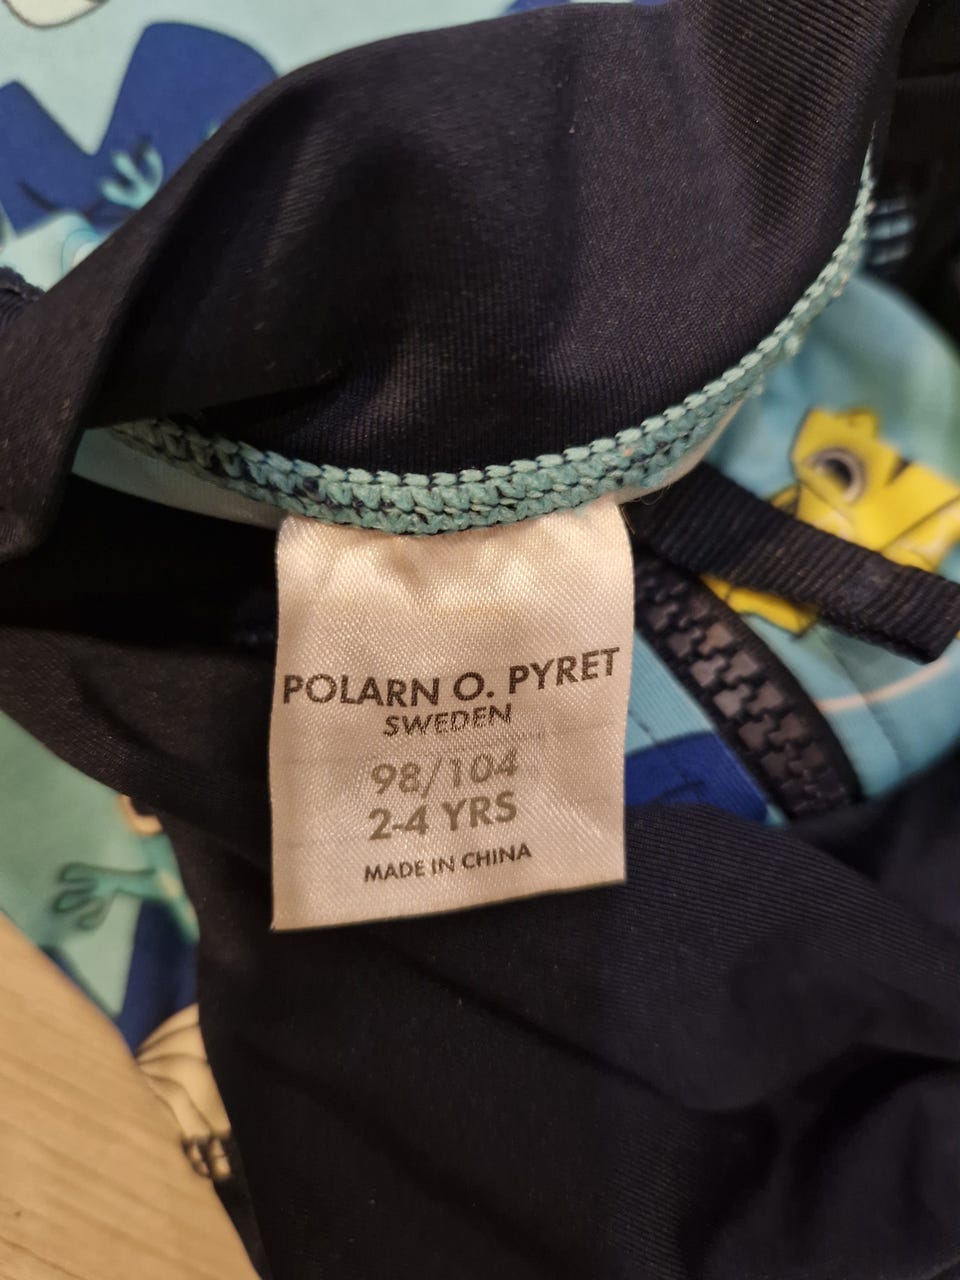 POLARN O. PYRET
SWEDEN
98/104
2-4 YRS
MADE IN CHINA